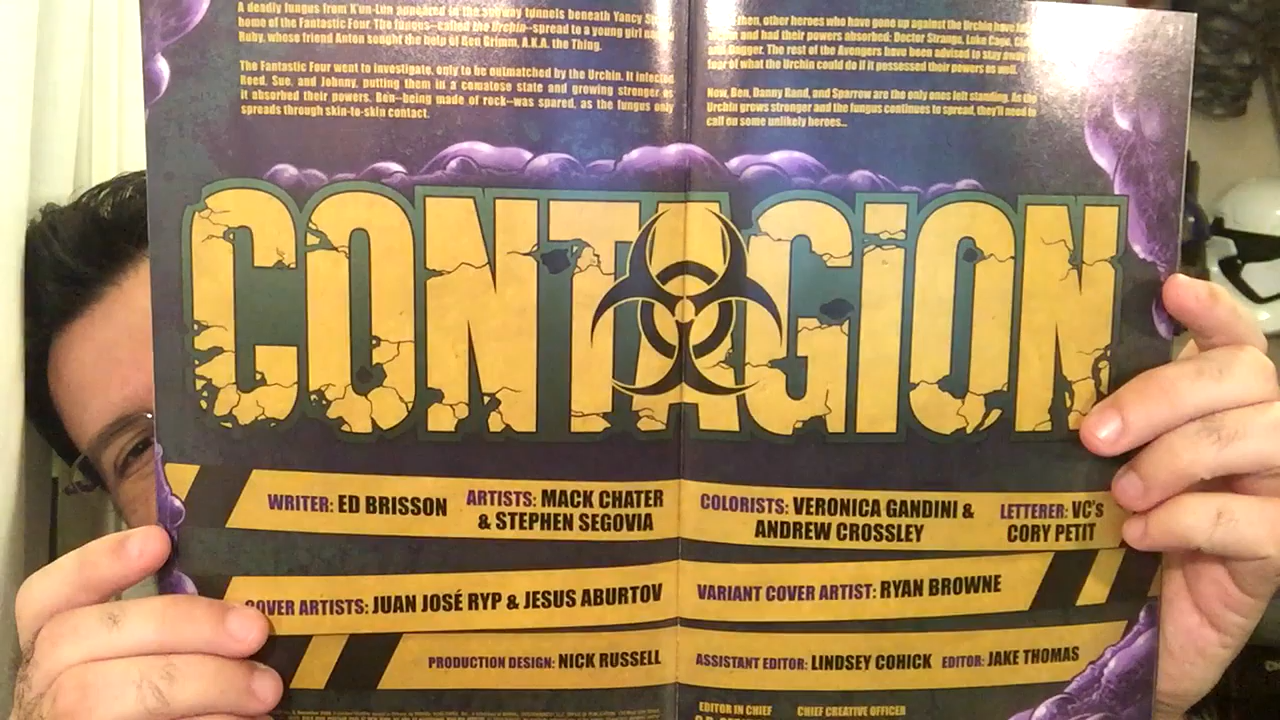 A deadly fungus from K'un-Lun appeared in the subway tunnels beneath Yancy
home of the Fantastic Four. The fungus--called the Urchin--spread to a young girl
Ruby, whose friend Anton sought the help of Ben Grimm, A.K.A. the Thing.
The Fantastic Four went to investigate, only to be outmatched by the Urchin. It infected
Reed, Sue, and Johnny, putting them in a comatose state and growing stronger as
it absorbed their powers. Ben--being made of rock--was spared, as the fungus only
spreads through skin-to-skin contact.
then, other heroes who have gone up against the Urchin have
and had their powers absorbed: Doctor Strange, Luke Cage,
and Dagger. The rest of the Avengers have been advised to stay away
fear of what the Urchin could do if it possessed their powers as well.
Now, Ben, Danny Rand, and Sparrow are the only ones left standing. As the
Urchin grows stronger and the fungus continues to spread, they'll need to
call on some unlikely heroes...
CONTAGiON
WRITER: ED BRISSON
ARTISTS: MACK CHATER
& STEPHEN SEGOVIA
COLORISTS: VERONICA GANDINI &
ANDREW CROSSLEY
LETTERER: VC's
CORY PETIT
COVER ARTISTS: JUAN JOSÉ RYP & JESUS ABURTOV
VARIANT COVER ARTIST: RYAN BROWNE
PRODUCTION DESIGN: NICK RUSSELL
ASSISTANT EDITOR: LINDSEY COHICK
EDITOR: JAKE THOMAS
EDITOR IN CHIEF
CHIEF CREATIVE OFFICER